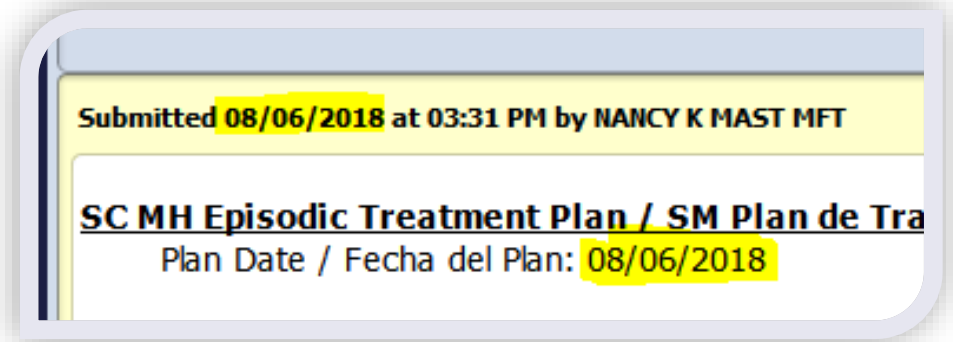 Submitted 08/06/2018 at 03:31 PM by NANCY K MAST MFT
SC MH Episodic Treatment Plan / SM Plan de Tra
Plan Date / Fecha del Plan: 08/06/2018